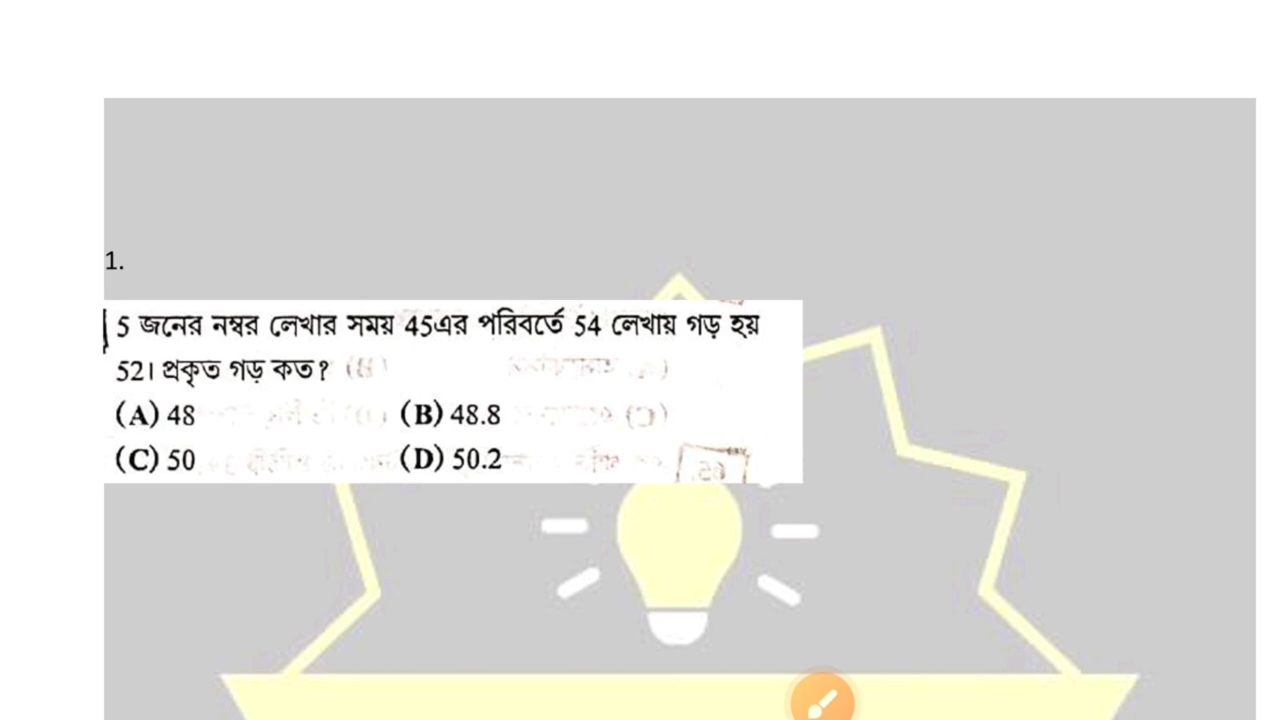 1.
5 জনের নম্বর লেখার সময় 45এর পরিবর্তে 54 লেখায় গড় হয়
52। প্রকৃত গড় কত?
(A) 48 (B) 48.8
(C) 50 (D) 50.2